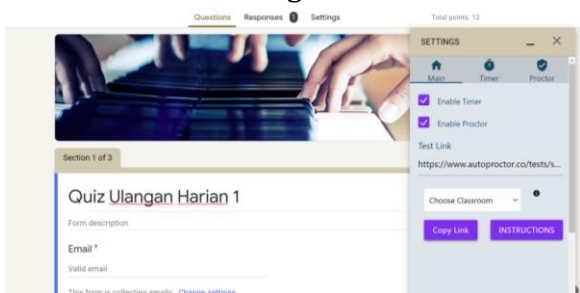 Questions Responses 1 Settings
Total points: 12
SETTINGS
Main Timer Proctor
Enable Timer
Enable Proctor
Test Link
https://www.autoproctor.co/tests/s...
Choose Classroom
Copy Link INSTRUCTIONS
Section 1 of 3
Quiz Ulangan Harian 1
Form description
Email *
Valid email
This form is collecting emails. Change settings